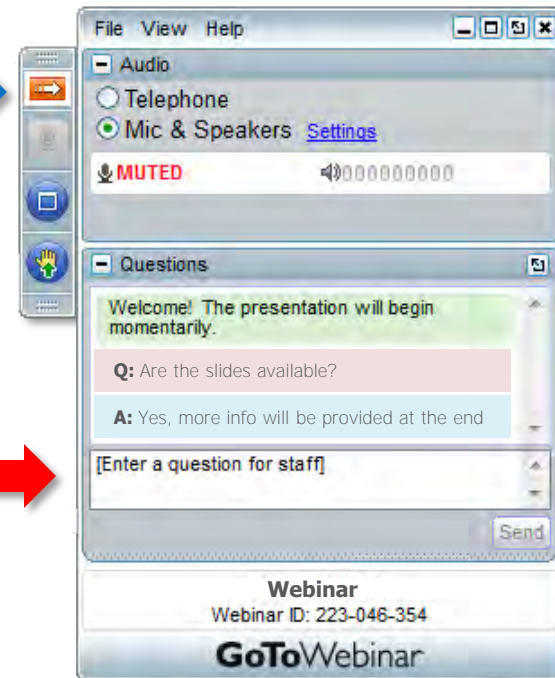 File View Help
Audio
Telephone
Mic & Speakers Settings
MUTED 000000000
Questions
Welcome! The presentation will begin
momentarily.
Q: Are the slides available?
A: Yes, more info will be provided at the end
[Enter a question for staff]
Send
Webinar
Webinar ID: 223-046-354
GoToWebinar